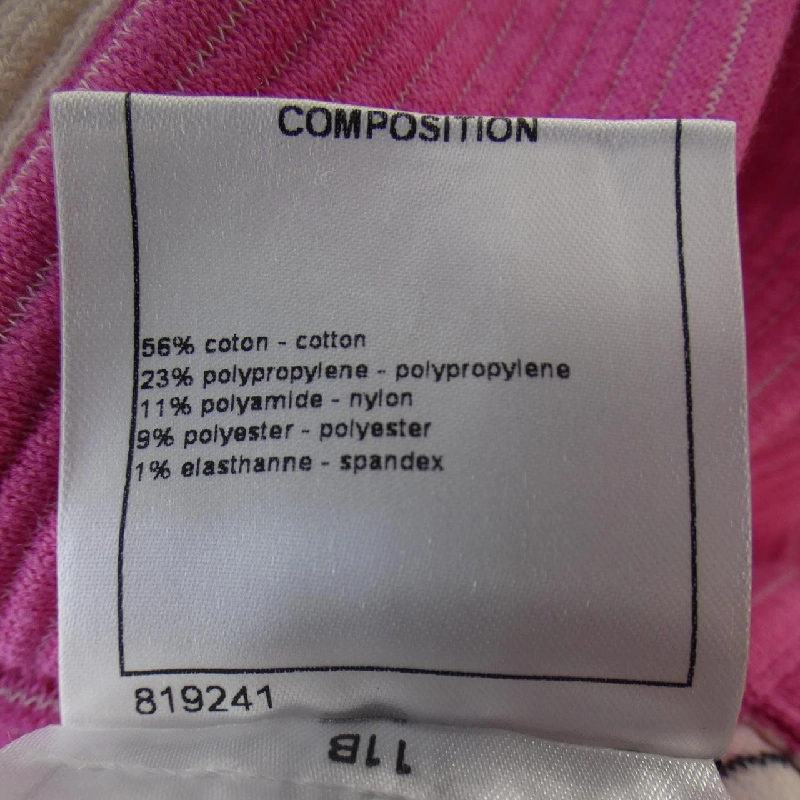 COMPOSITION
56% coton - cotton
23% polypropylene - polypropylene
11% polyamide - nylon
9% polyester - polyester
1% elasthanne - spandex
819241
11B